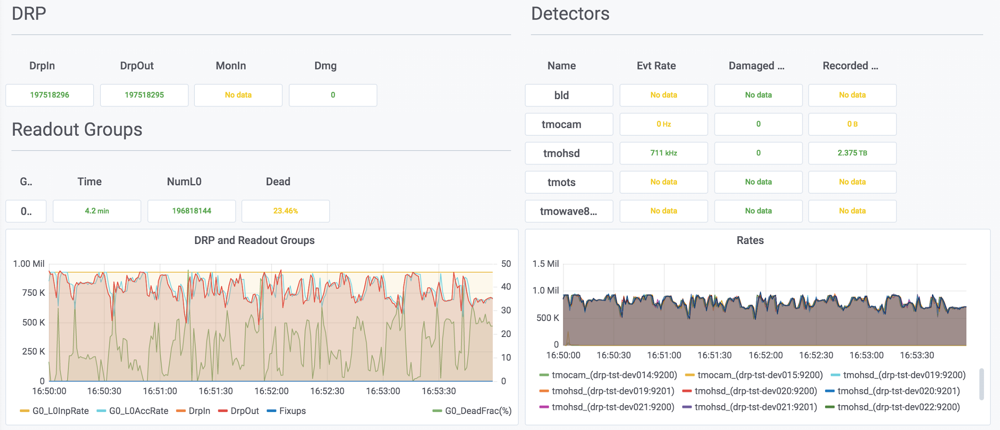 DRP
DrpIn DrpOut MonIn Dmg
197518296 197518295 No data 0
Readout Groups
G.. Time NumL0 Dead
0.. 4.2 min 196818144 23.46%
DRP and Readout Groups
1.00 Mil
750 K
500 K
250 K
0
50
40
30
20
10
0
16:50:00 16:50:30 16:51:00 16:51:30 16:52:00 16:52:30 16:53:00 16:53:30
G0_L0InpRate G0_L0AccRate DrpIn DrpOut Fixups G0_DeadFrac(%)
Detectors
Name Evt Rate Damaged ... Recorded ...
bld No data No data No data
tmocam 0 Hz 0 0 B
tmohsd 711 kHz 0 2.375 TB
tmots No data No data No data
tmowave8... No data No data No data
Rates
1.5 Mil
1.0 Mil
500 K
0
16:50:00 16:50:30 16:51:00 16:51:30 16:52:00 16:52:30 16:53:00 16:53:30
tmocam_(drp-tst-dev014:9200) tmocam_(drp-tst-dev015:9200) tmohsd_(drp-tst-dev019:9200)
tmohsd_(drp-tst-dev019:9201) tmohsd_(drp-tst-dev020:9200) tmohsd_(drp-tst-dev020:9201)
tmohsd_(drp-tst-dev021:9200) tmohsd_(drp-tst-dev021:9201) tmohsd_(drp-tst-dev022:9200)